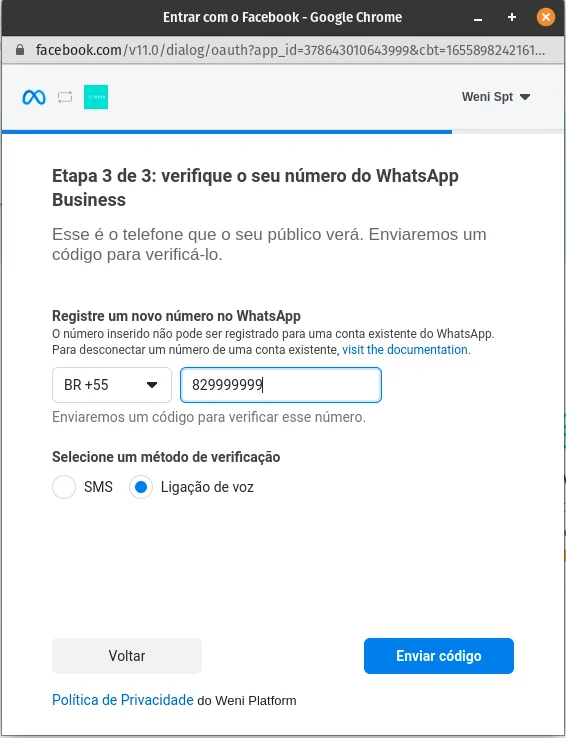 Entrar com o Facebook - Google Chrome
facebook.com/v11.0/dialog/oauth?app_id=378643010643999&cbt=1655898242161...
Weni Spt
Etapa 3 de 3: verifique o seu número do WhatsApp
Business
Esse é o telefone que o seu público verá. Enviaremos um
código para verificá-lo.
Registre um novo número no WhatsApp
O número inserido não pode ser registrado para uma conta existente do WhatsApp.
Para desconectar um número de uma conta existente, visit the documentation.
BR +55
829999999
Enviaremos um código para verificar esse número.
Selecione um método de verificação
SMS
Ligação de voz
Voltar
Enviar código
Política de Privacidade do Weni Platform